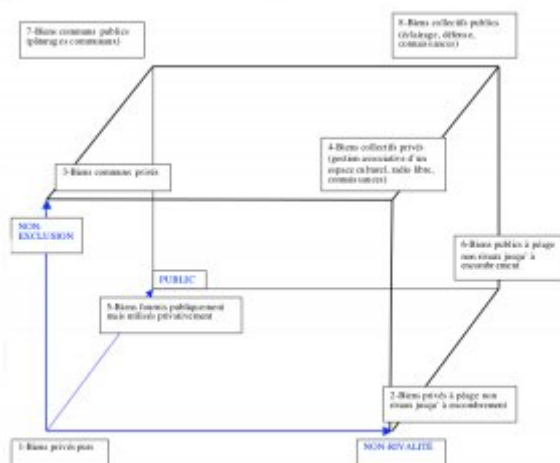 7-Biens communs publics
(pâturages communaux)
8-Biens collectifs publics
(éclairage, défense,
connaissances)
3-Biens communs privés
4-Biens collectifs privés
(gestion associative d'un
espace culturel, radio libre,
connaissances)
NON-
EXCLUSION
6-Biens publics à péage
non rivaux jusqu'à
encombrement
PUBLIC
5-Biens fournis publiquement
mais utilisés privativement
2-Biens privés à péage non
rivaux jusqu'à encombrement
1-Biens privés purs
NON-RIVALITÉ